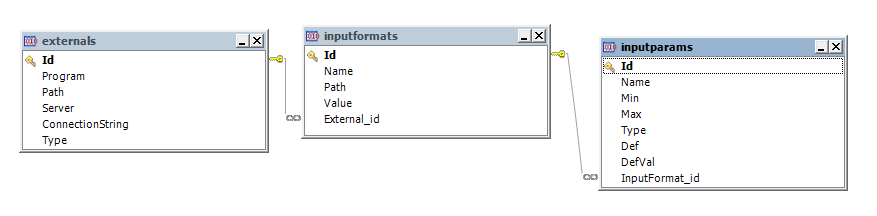 externals
Id
Program
Path
Server
ConnectionString
Type
inputformats
Id
Name
Path
Value
External_id
inputparams
Id
Name
Min
Max
Type
Def
DefVal
InputFormat_id